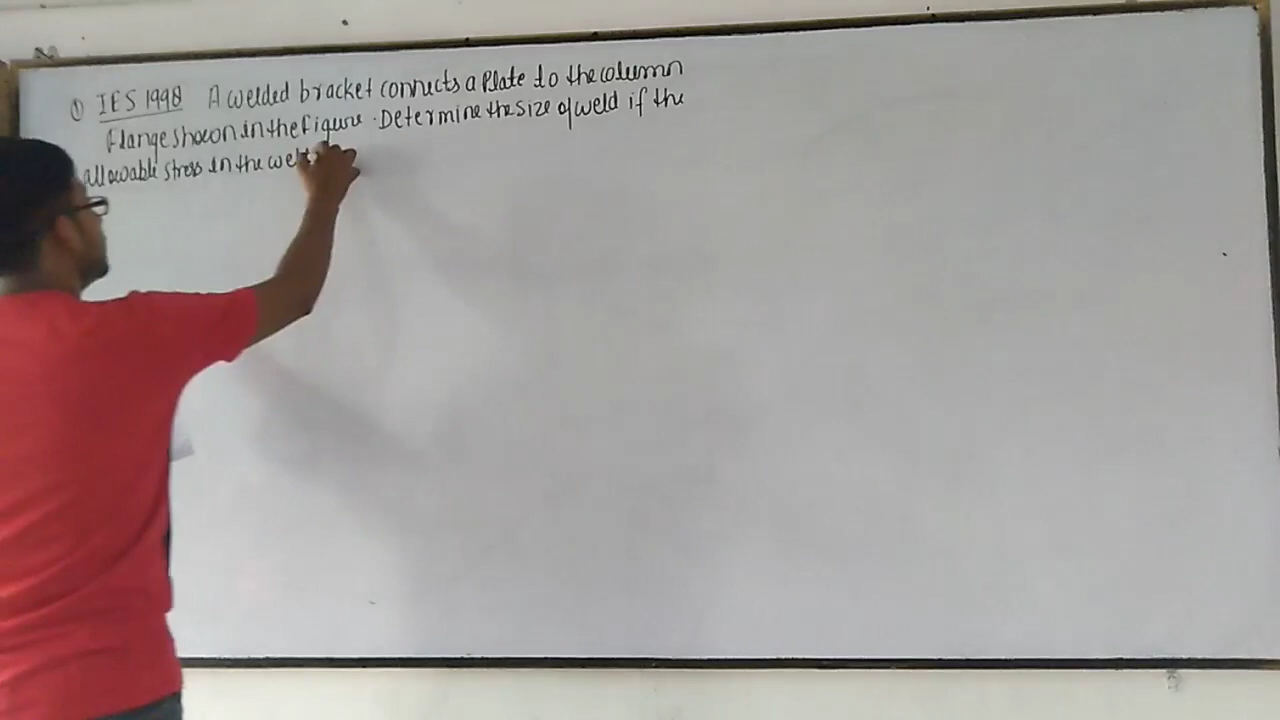 ① IES 1998 A welded bracket connects a Plate to the column
flange shown in the figure. Determine the size of weld if the
allowable stress in the weld